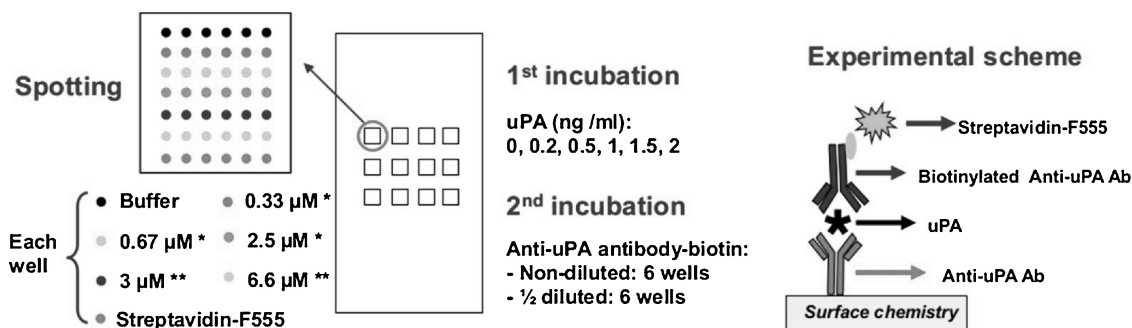 Spotting
Each well
Buffer
0.33 µM *
0.67 µM *
2.5 µM *
3 µM **
6.6 µM **
Streptavidin-F555
1st incubation
uPA (ng /ml):
0, 0.2, 0.5, 1, 1.5, 2
2nd incubation
Anti-uPA antibody-biotin:
- Non-diluted: 6 wells
- ½ diluted: 6 wells
Experimental scheme
Streptavidin-F555
Biotinylated Anti-uPA Ab
uPA
Anti-uPA Ab
Surface chemistry